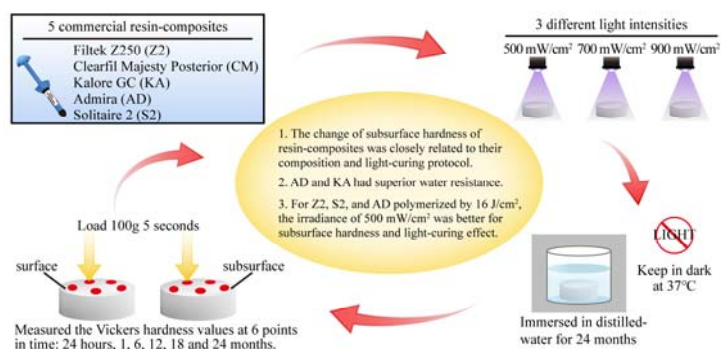 5 commercial resin-composites
Filtek Z250 (Z2)
Clearfil Majesty Posterior (CM)
Kalore GC (KA)
Admira (AD)
Solitaire 2 (S2)
3 different light intensities
500 mW/cm² 700 mW/cm² 900 mW/cm²
1. The change of subsurface hardness of
resin-composites was closely related to their
composition and light-curing protocol.
2. AD and KA had superior water resistance.
3. For Z2, S2, and AD polymerized by 16 J/cm²,
the irradiance of 500 mW/cm² was better for
subsurface hardness and light-curing effect.
LIGHT
Keep in dark
at 37℃
Immersed in distilled-
water for 24 months
Load 100g 5 seconds
surface
subsurface
Measured the Vickers hardness values at 6 points
in time: 24 hours, 1, 6, 12, 18 and 24 months.